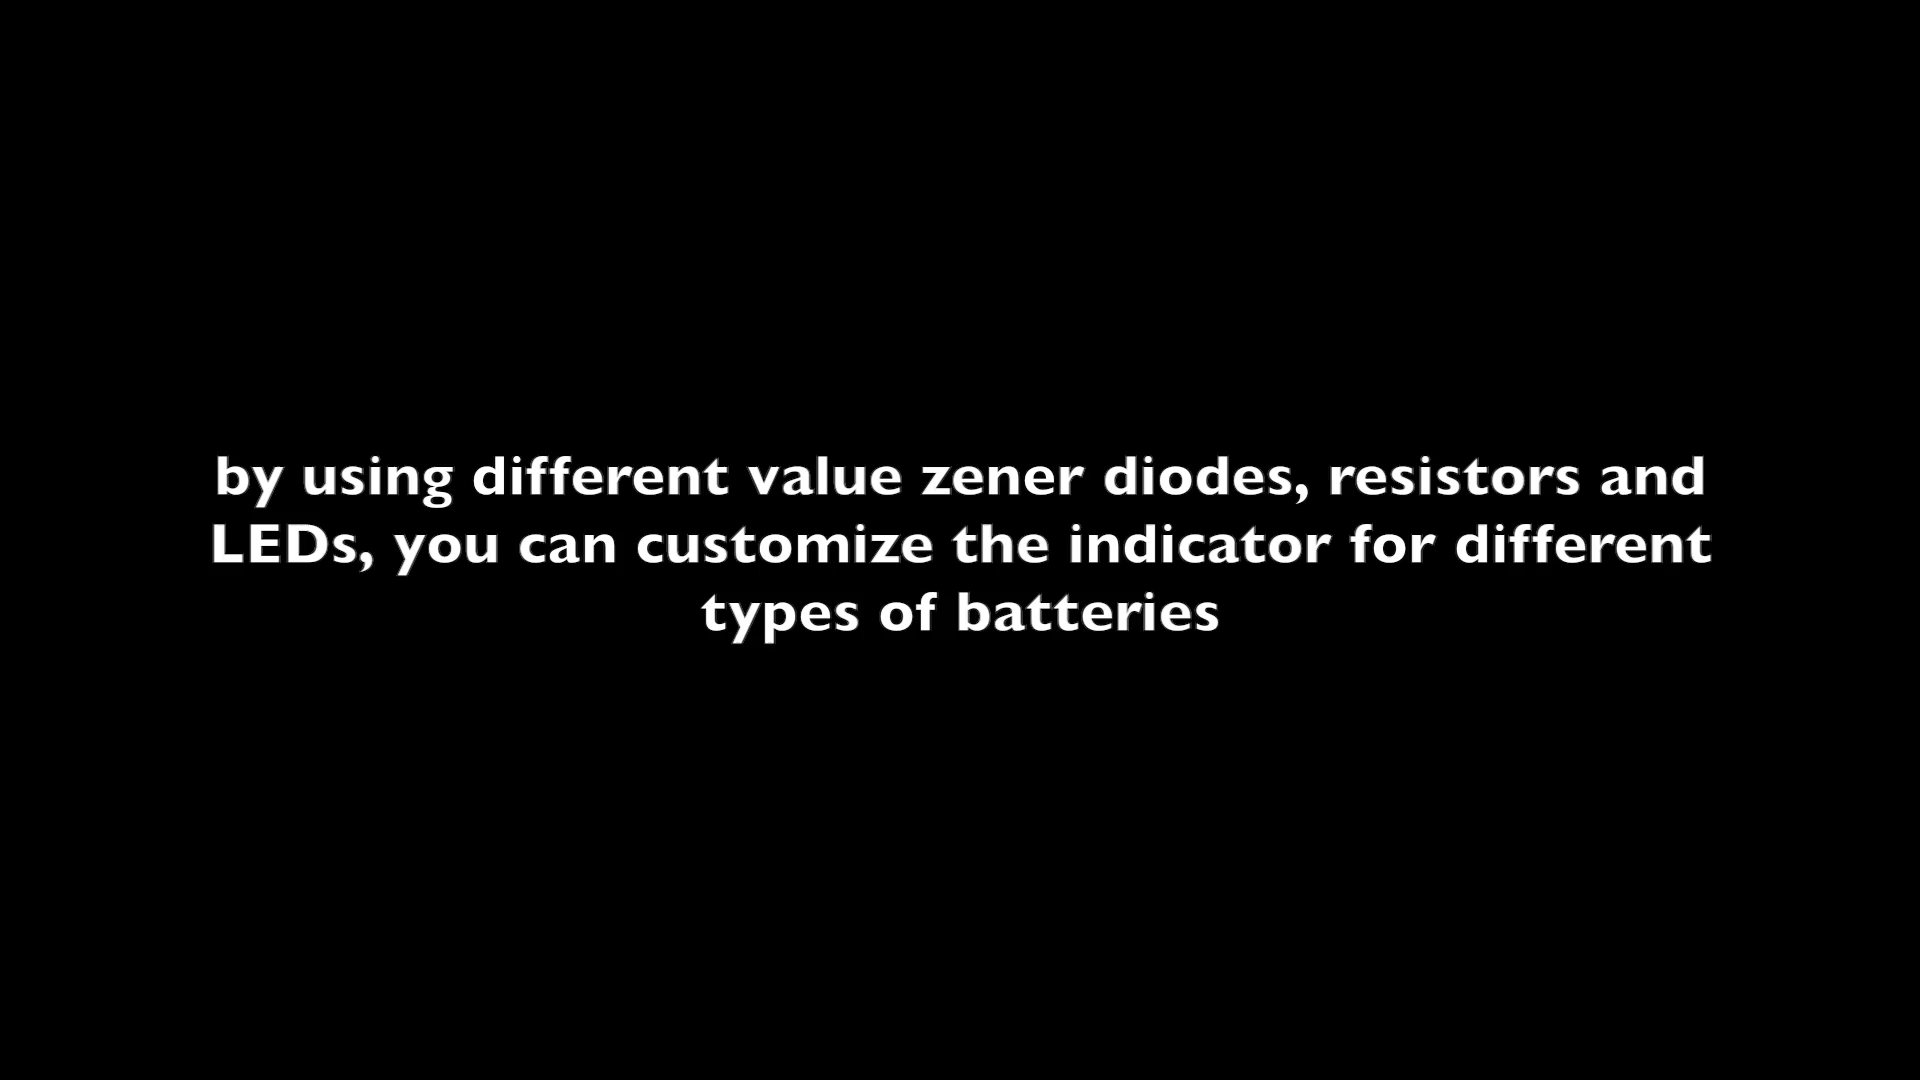 by using different value zener diodes, resistors and
LEDs, you can customize the indicator for different
types of batteries